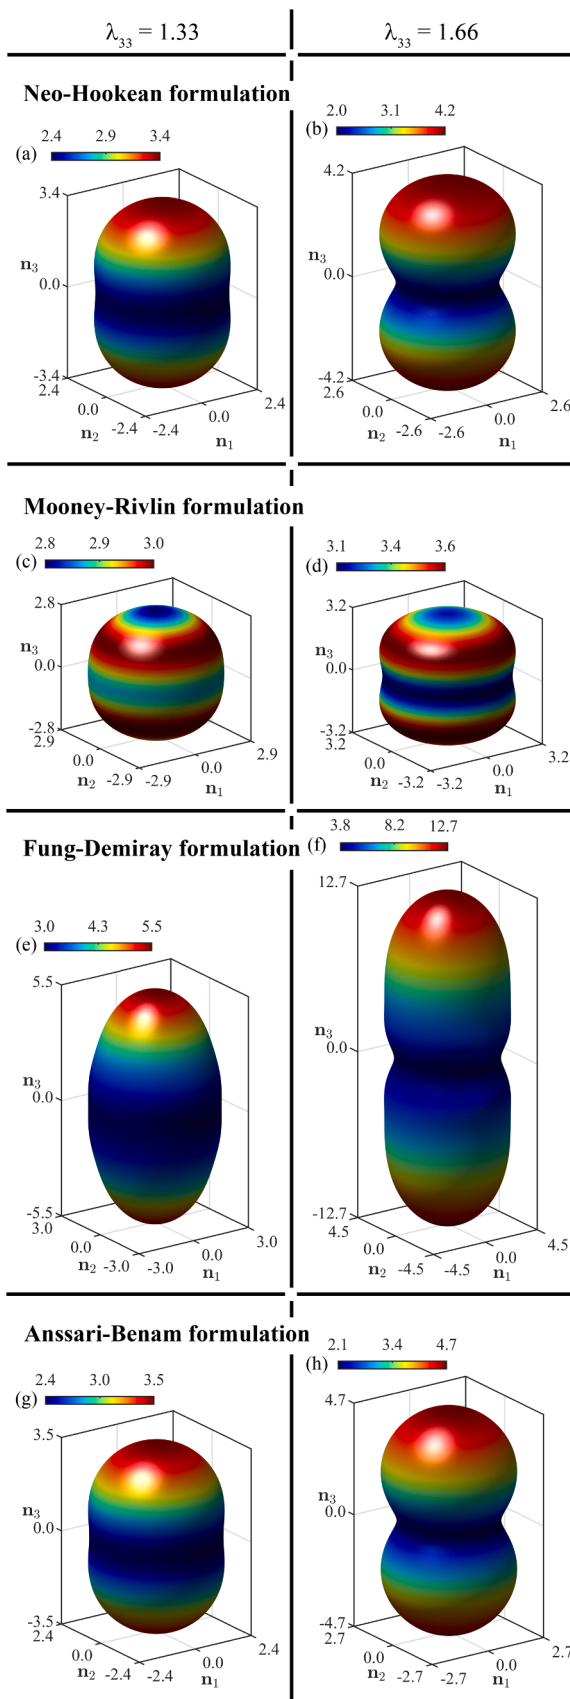 λ33 = 1.33
λ33 = 1.66
Neo-Hookean formulation
2.4 2.9 3.4
(a)
3.4
n3
0.0
-3.4
2.4
0.0
n2
-2.4
-2.4
0.0
n1
2.4
2.0 3.1 4.2
(b)
4.2
n3
0.0
-4.2
2.6
0.0
n2
-2.6
-2.6
0.0
n1
2.6
Mooney-Rivlin formulation
2.8 2.9 3.0
(c)
2.8
n3
0.0
-2.8
2.9
0.0
n2
-2.9
-2.9
0.0
n1
2.9
3.1 3.4 3.6
(d)
3.2
n3
0.0
-3.2
3.2
0.0
n2
-3.2
-3.2
0.0
n1
3.2
Fung-Demiray formulation
3.0 4.3 5.5
(e)
5.5
n3
0.0
-5.5
3.0
0.0
n2
-3.0
-3.0
0.0
n1
3.0
3.8 8.2 12.7
(f)
12.7
n3
0.0
-12.7
4.5
0.0
n2
-4.5
-4.5
0.0
n1
4.5
Anssari-Benam formulation
2.4 3.0 3.5
(g)
3.5
n3
0.0
-3.5
2.4
0.0
n2
-2.4
-2.4
0.0
n1
2.4
2.1 3.4 4.7
(h)
4.7
n3
0.0
-4.7
2.7
0.0
n2
-2.7
-2.7
0.0
n1
2.7